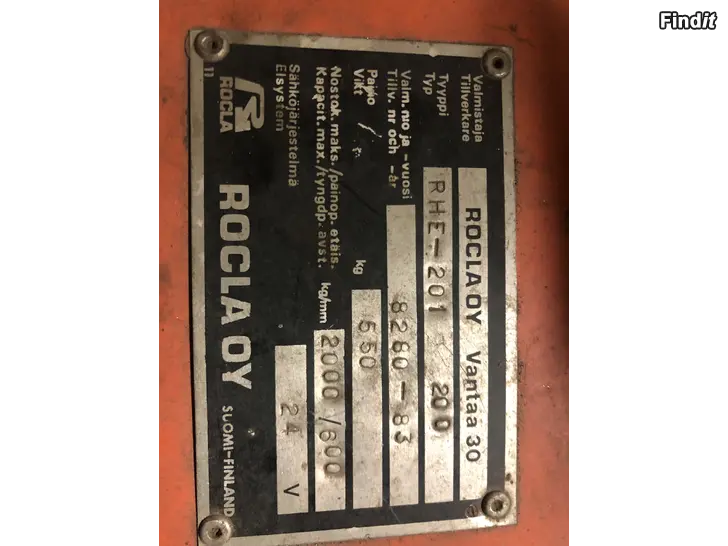 Valmistaja
Tillverkare
ROCLA OY Vantaa 30
Tyyppi
Typ
RHE-201 200
Valm. n:o ja -vuosi
Tillv. nr och -år
8280-83
Paino
Vikt
kg
550
Nostok. maks./painop. etäis.
Kapacit. max./tyngdp. avst.
kg/mm
2000/600
Sähköjärjestelmä
Elsystem
24 V
11
R
ROCLA
ROCLA OY
SUOMI-FINLAND
Findit